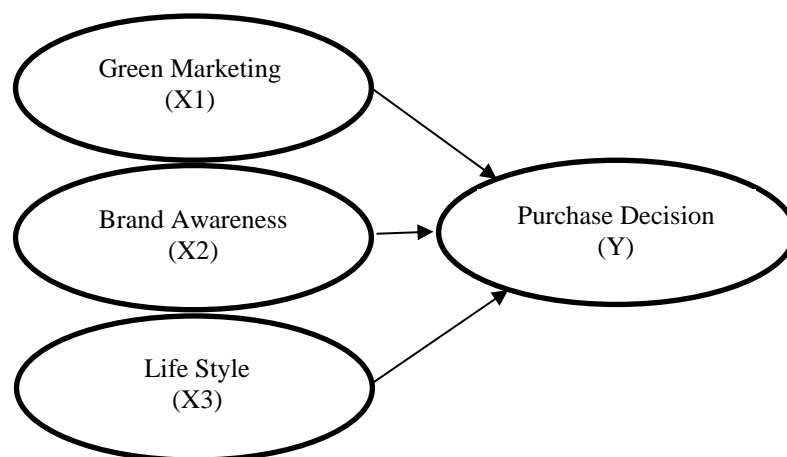 Green Marketing
(X1)
Brand Awareness
(X2)
Purchase Decision
(Y)
Life Style
(X3)